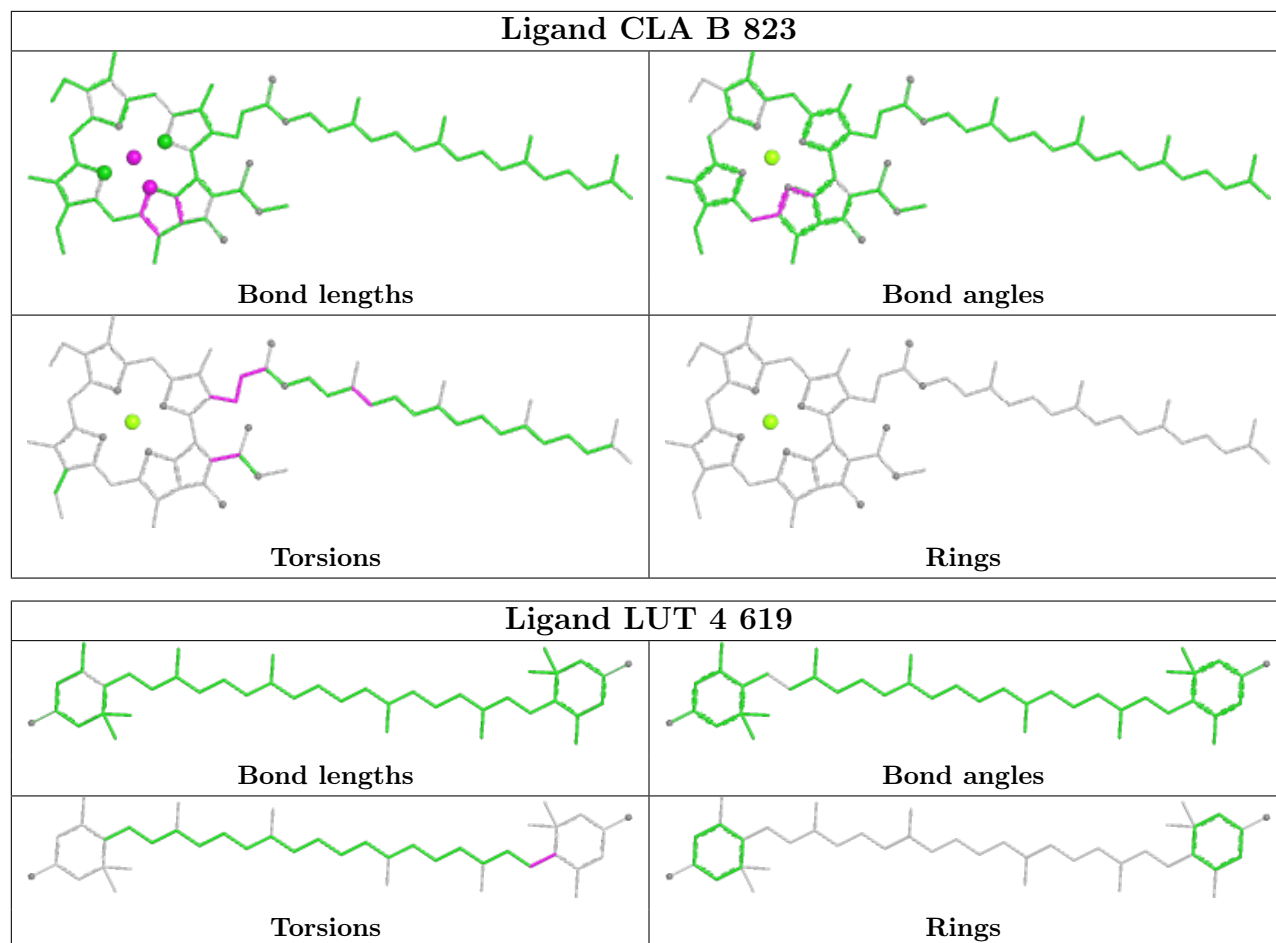 Ligand CLA B 823
Bond lengths
Bond angles
Torsions
Rings
Ligand LUT 4 619
Bond lengths
Bond angles
Torsions
Rings